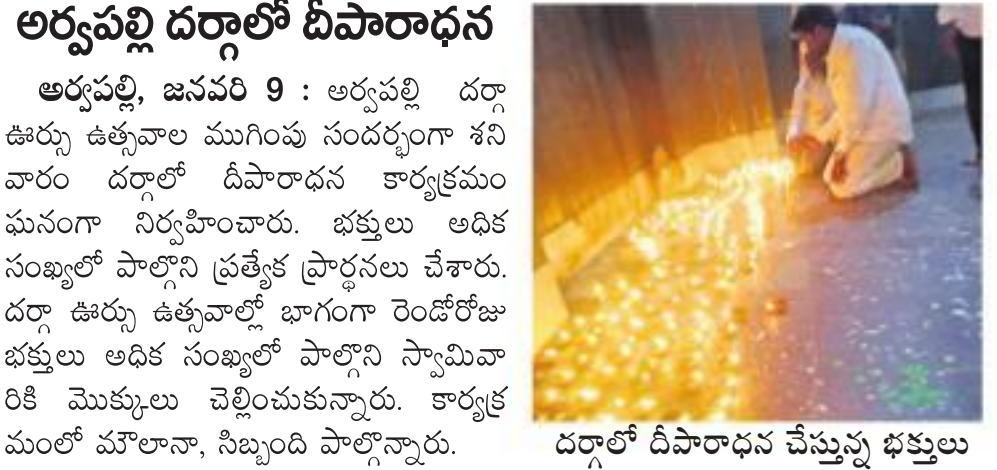 అర్వపల్లి దర్గాలో దీపారాధన
అర్వపల్లి, జనవరి 9 : అర్వపల్లి దర్గా
ఊర్సు ఉత్సవాల ముగింపు సందర్భంగా శని
వారం దర్గాలో దీపారాధన కార్యక్రమం
ఘనంగా నిర్వహించారు. భక్తులు అధిక
సంఖ్యలో పాల్గొని ప్రత్యేక ప్రార్థనలు చేశారు.
దర్గా ఊర్సు ఉత్సవాల్లో భాగంగా రెండోరోజు
భక్తులు అధిక సంఖ్యలో పాల్గొని స్వామివా
రికి మొక్కులు చెల్లించుకున్నారు. కార్యక్ర
మంలో మౌలానా, సిబ్బంది పాల్గొన్నారు.
దర్గాలో దీపారాధన చేస్తున్న భక్తులు